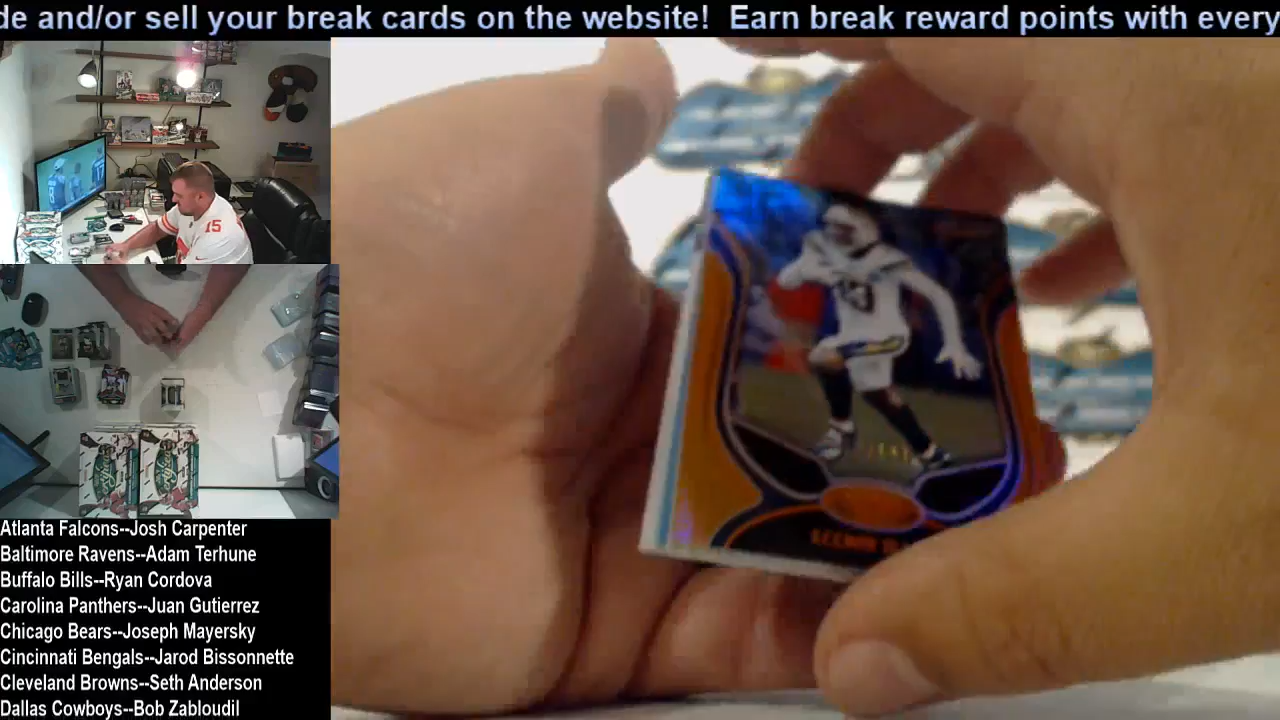 de and/or sell your break cards on the website!  Earn break reward points with every
15
13
Atlanta Falcons--Josh Carpenter
Baltimore Ravens--Adam Terhune
Buffalo Bills--Ryan Cordova
Carolina Panthers--Juan Gutierrez
Chicago Bears--Joseph Mayersky
Cincinnati Bengals--Jarod Bissonnette
Cleveland Browns--Seth Anderson
Dallas Cowboys--Bob Zabloudil